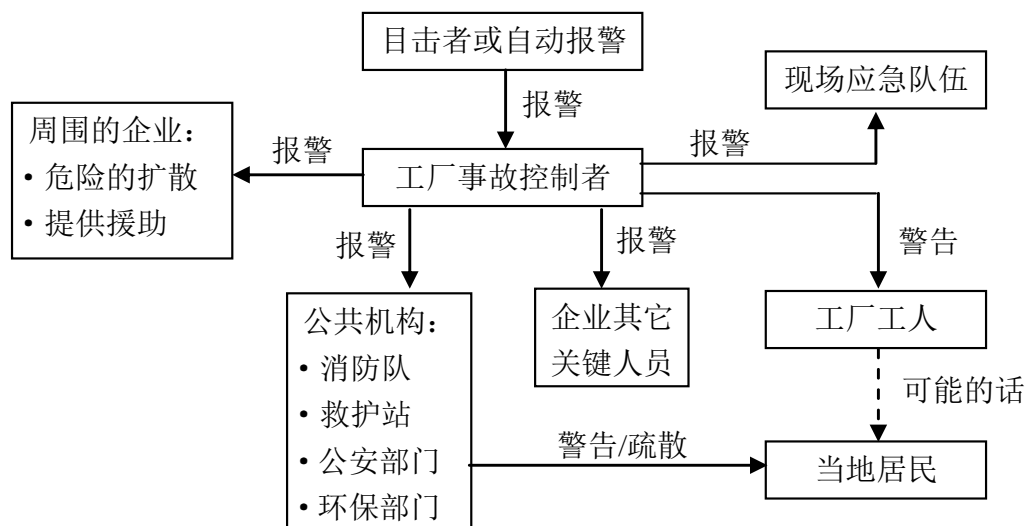 目击者或自动报警
报警
现场应急队伍
周围的企业：
·危险的扩散
·提供援助
报警
工厂事故控制者
报警
报警
报警
警告
公共机构：
·消防队
·救护站
·公安部门
·环保部门
企业其它
关键人员
工厂工人
可能的话
警告/疏散
当地居民